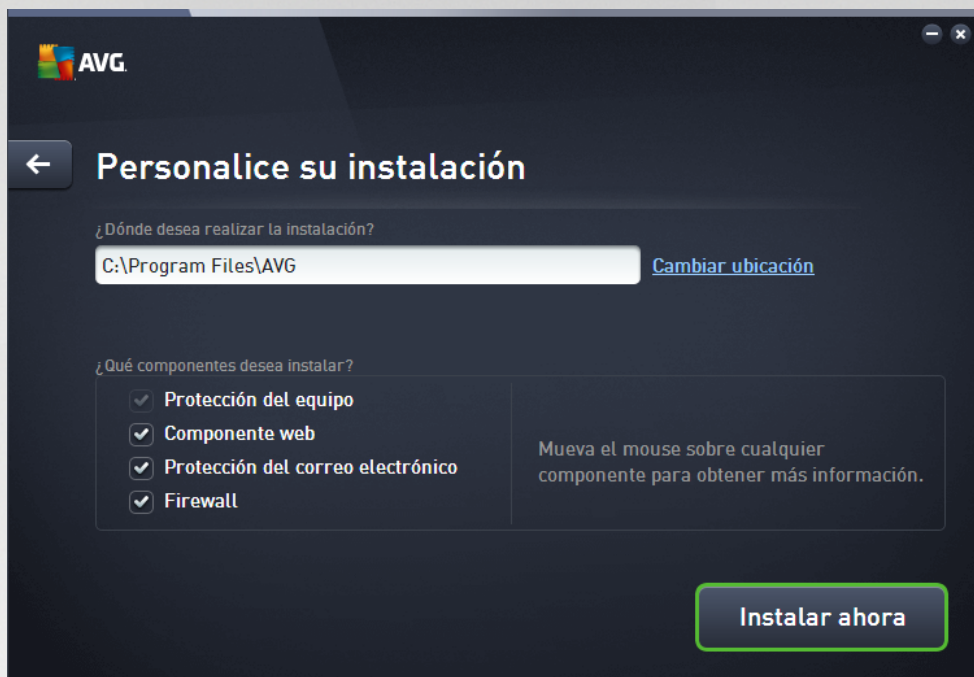 AVG.
Personalice su instalación
¿Dónde desea realizar la instalación?
C:\Program Files\AVG
Cambiar ubicación
¿Qué componentes desea instalar?
Protección del equipo
Componente web
Protección del correo electrónico
Firewall
Mueva el mouse sobre cualquier
componente para obtener más información.
Instalar ahora